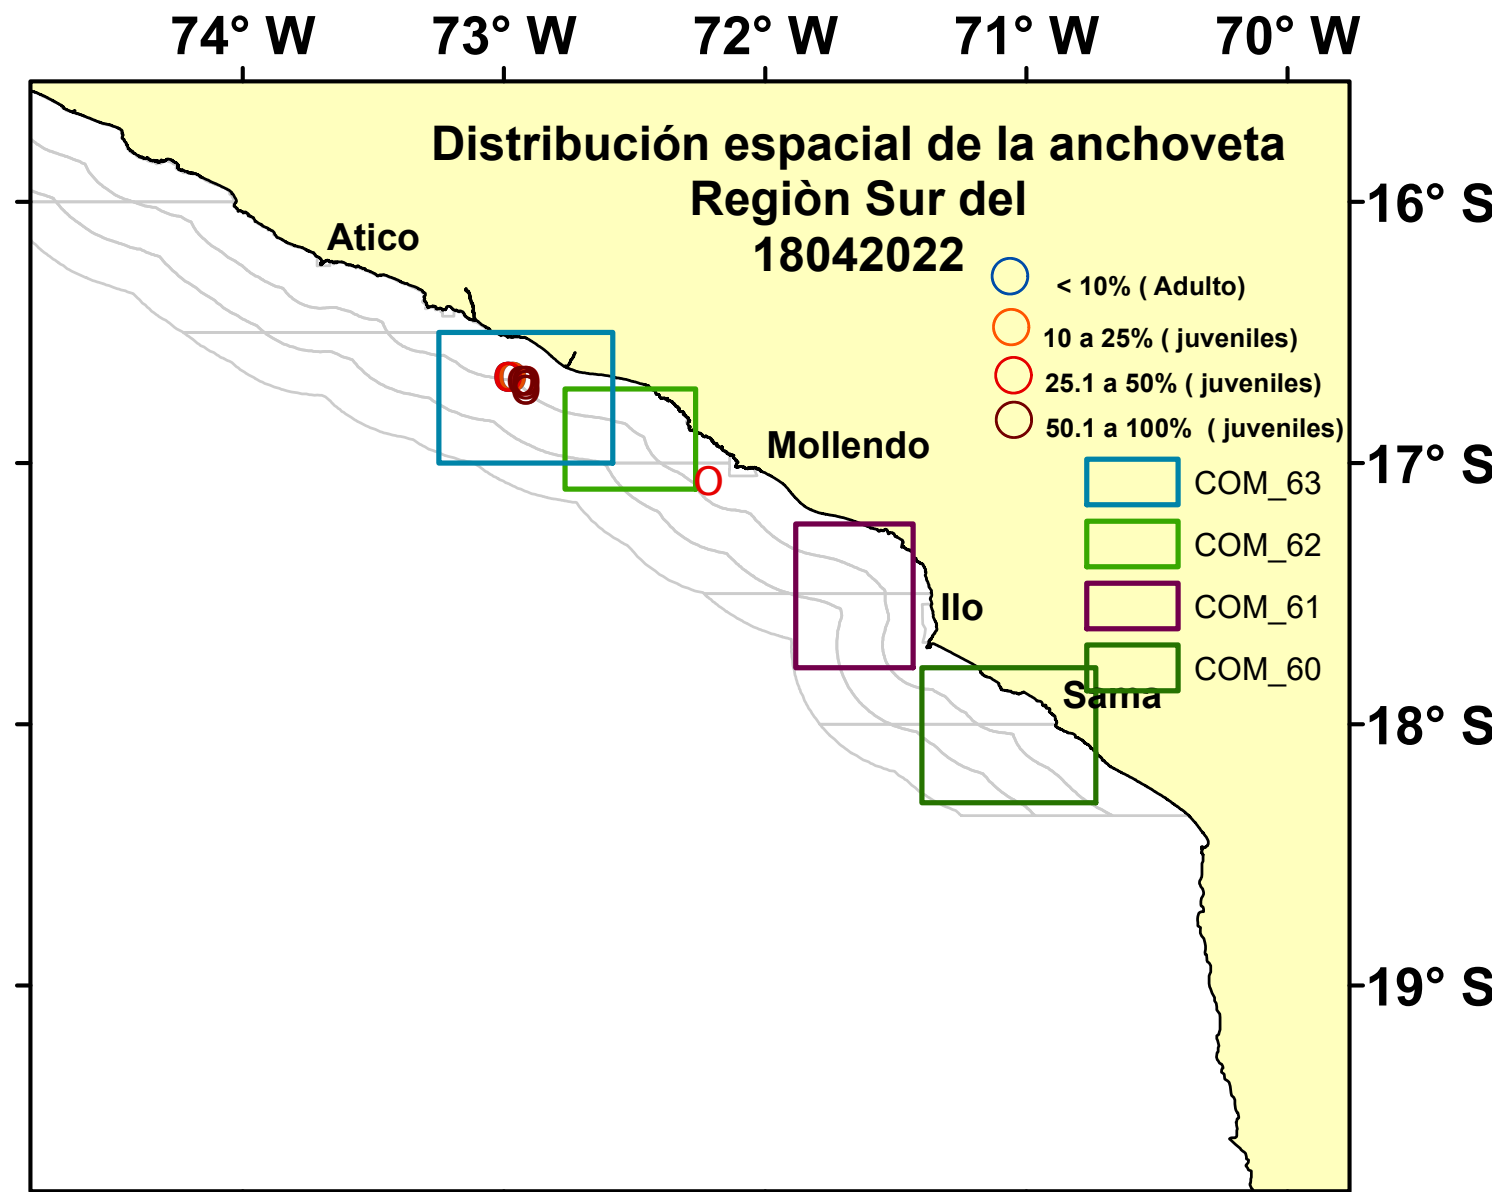 74° W 73° W 72° W 71° W 70° W
Distribución espacial de la anchoveta
Regiòn Sur del
18042022
16° S
Atico
< 10% ( Adulto)
10 a 25% ( juveniles)
25.1 a 50% ( juveniles)
50.1 a 100% ( juveniles)
Mollendo
17° S
COM_63
COM_62
COM_61
Ilo
COM_60
Sama
18° S
19° S